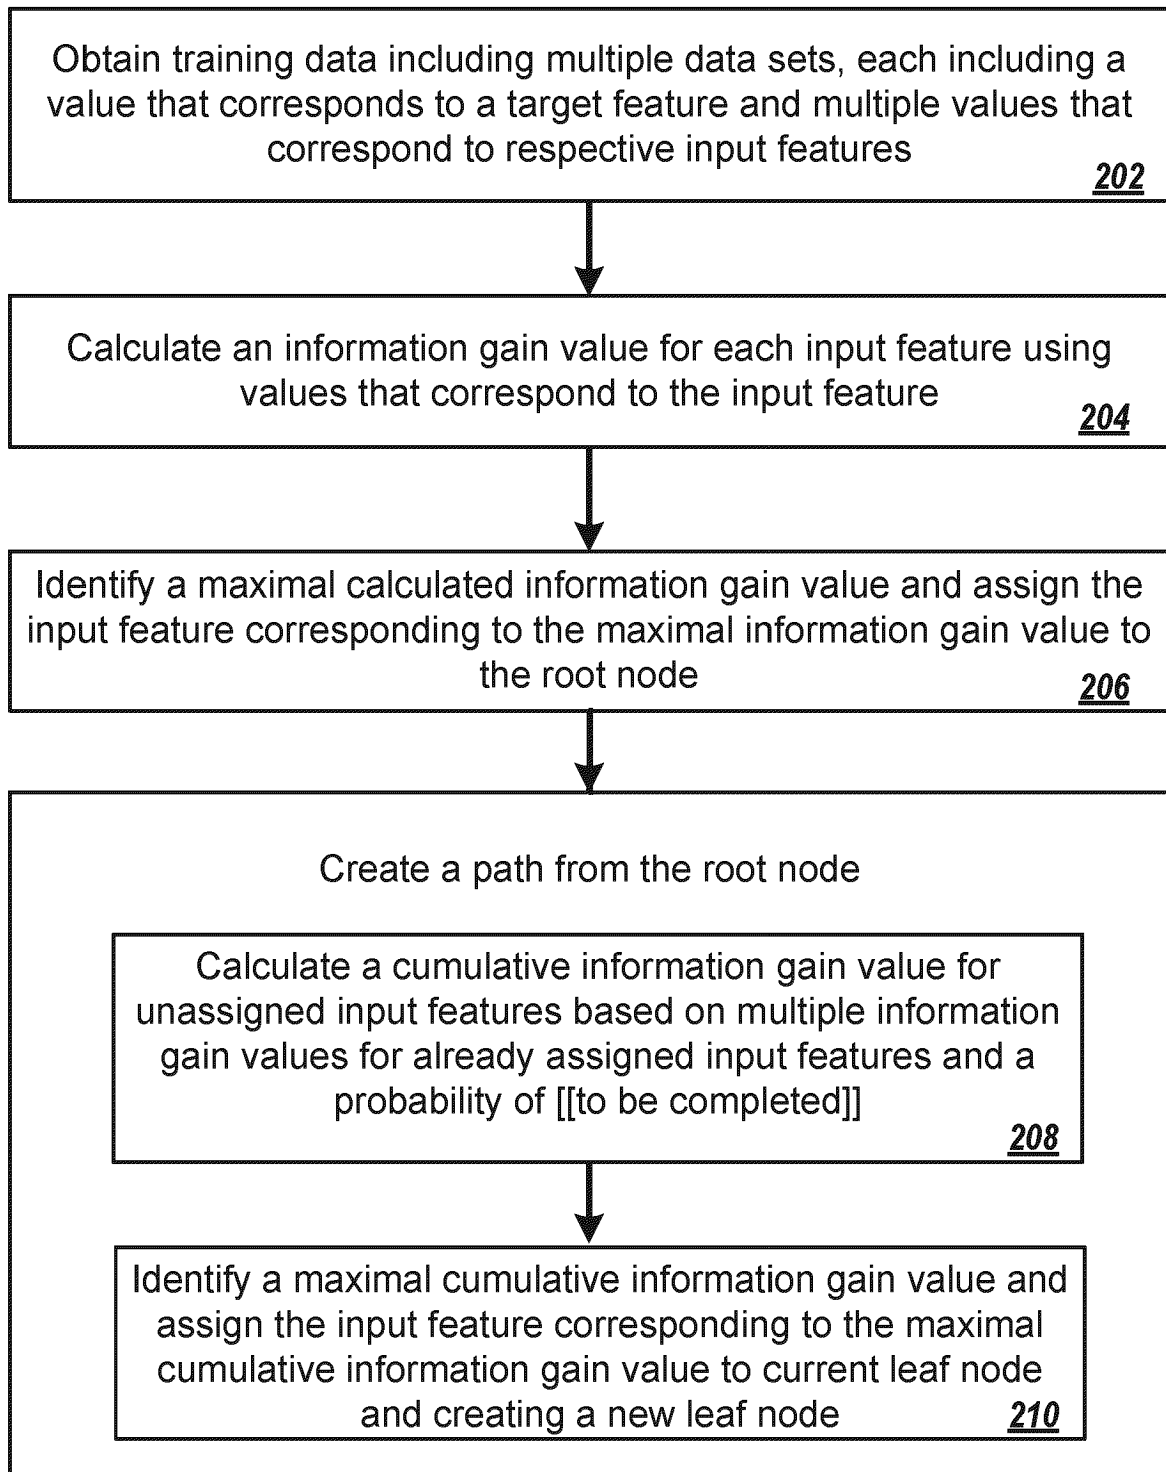 Obtain training data including multiple data sets, each including a
value that corresponds to a target feature and multiple values that
correspond to respective input features
202
Calculate an information gain value for each input feature using
values that correspond to the input feature
204
Identify a maximal calculated information gain value and assign the
input feature corresponding to the maximal information gain value to
the root node
206
Create a path from the root node
Calculate a cumulative information gain value for
unassigned input features based on multiple information
gain values for already assigned input features and a
probability of [[to be completed]]
208
Identify a maximal cumulative information gain value and
assign the input feature corresponding to the maximal
cumulative information gain value to current leaf node
and creating a new leaf node
210